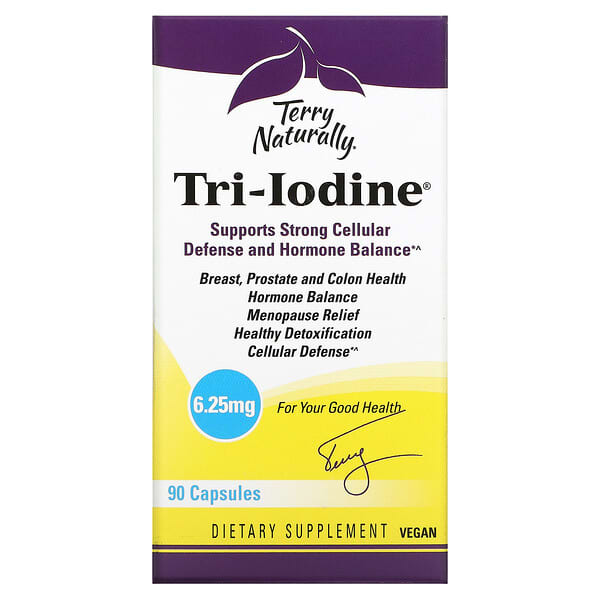 Terry
Naturally®
Tri-Iodine®
Supports Strong Cellular
Defense and Hormone Balance*^
Breast, Prostate and Colon Health
Hormone Balance
Menopause Relief
Healthy Detoxification
Cellular Defense*^
6.25mg
For Your Good Health
Terry
90 Capsules
DIETARY SUPPLEMENT VEGAN